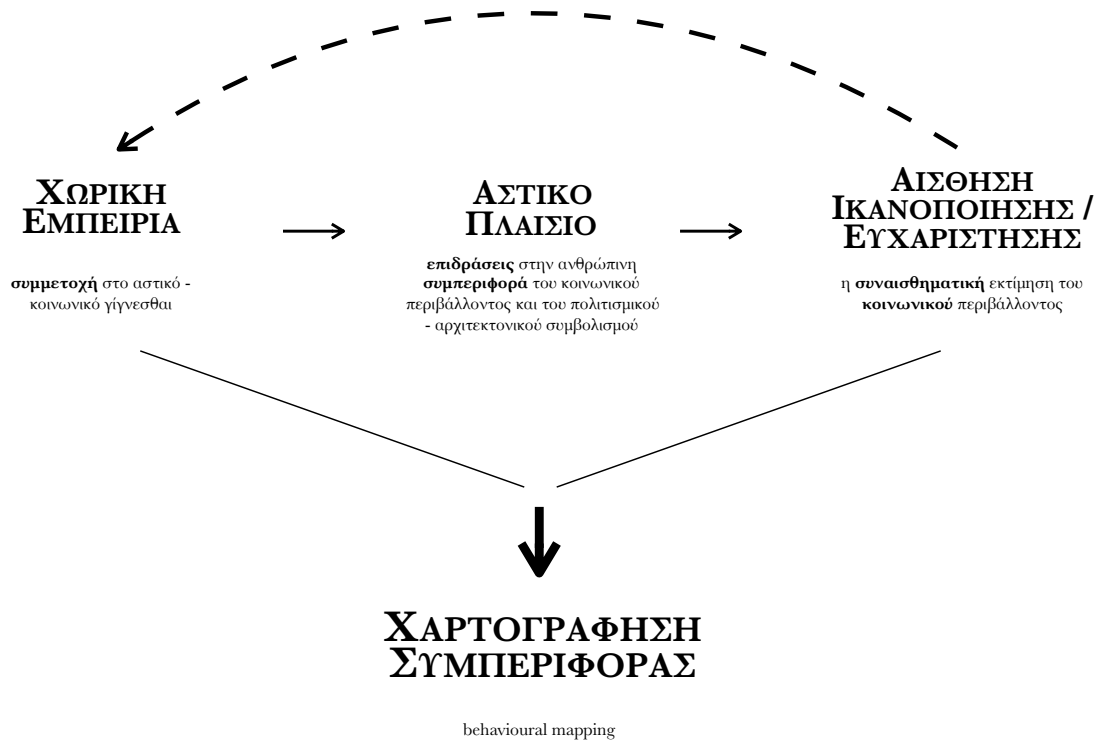 ΧΩΡΙΚΗ
ΕΜΠΕΙΡΙΑ
συμμετοχή στο αστικό -
κοινωνικό γίγνεσθαι
ΑΣΤΙΚΟ
ΠΛΑΙΣΙΟ
επιδράσεις στην ανθρώπινη
συμπεριφορά του κοινωνικού
περιβάλλοντος και του πολιτισμικού
- αρχιτεκτονικού συμβολισμού
ΑΙΣΘΗΣΗ
ΙΚΑΝΟΠΟΙΗΣΗΣ /
ΕΥΧΑΡΙΣΤΗΣΗΣ
η συναισθηματική εκτίμηση του
κοινωνικού περιβάλλοντος
ΧΑΡΤΟΓΡΑΦΗΣΗ
ΣΥΜΠΕΡΙΦΟΡΑΣ
behavioural mapping